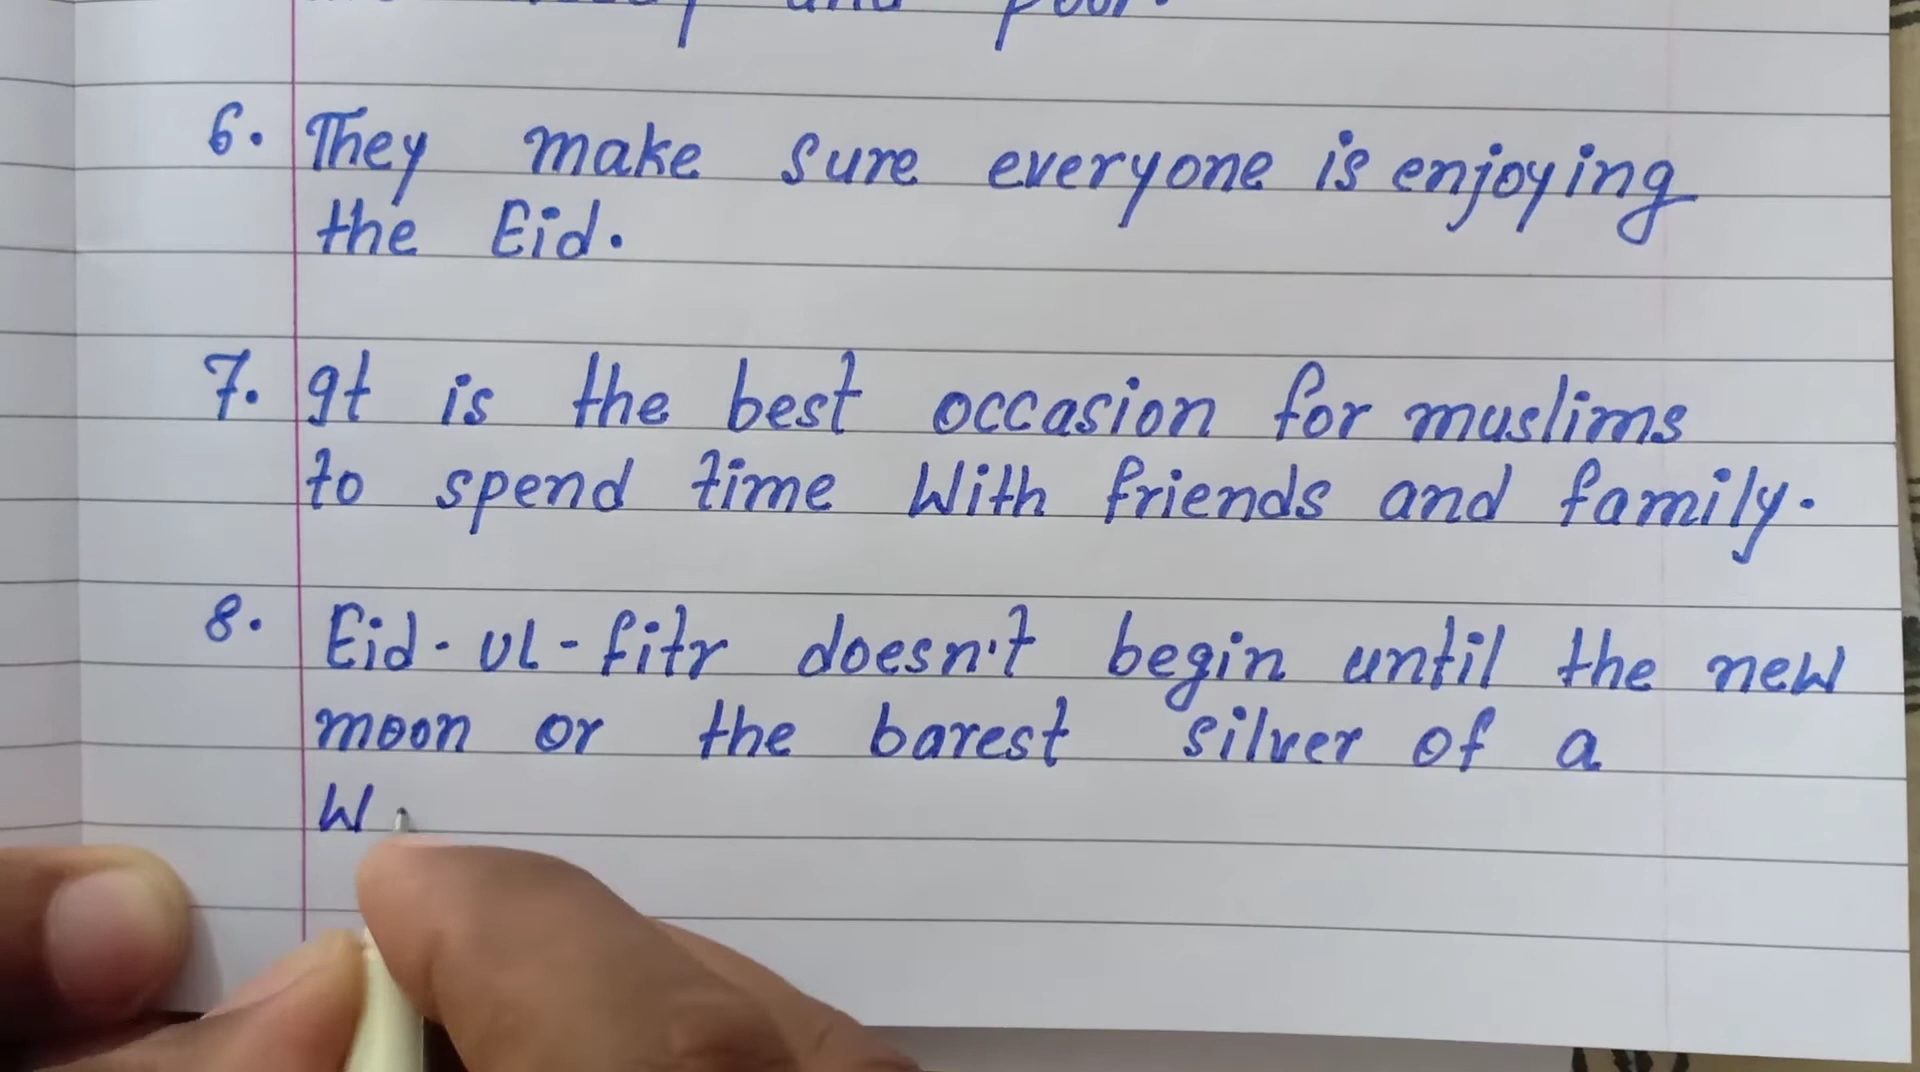 and poor.
6. They make sure everyone is enjoying
the Eid.
7. It is the best occasion for muslims
to spend time With friends and family.
8. Eid-ul-fitr doesn't begin until the new
moon or the barest silver of a
W